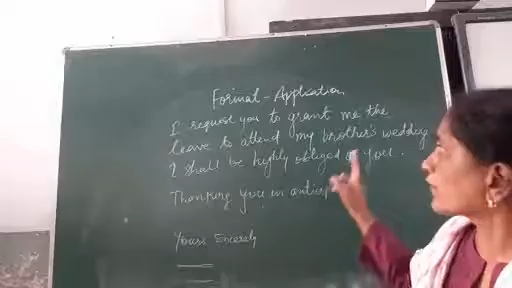 Formal - Application
I request you to grant me the
leave to attend my brother's wedding
I shall be highly obliged of you.
Thanking you in
Yours Sincerely